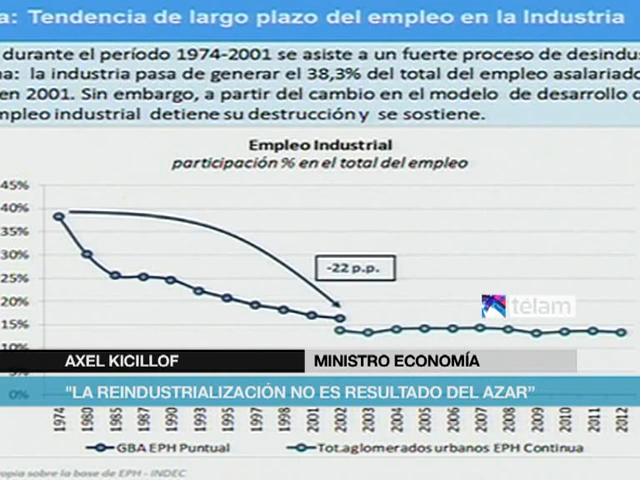 a: Tendencia de largo plazo del empleo en la Industria
durante el período 1974-2001 se asiste a un fuerte proceso de desindus
na: la industria pasa de generar el 38,3% del total del empleo asalariado
en 2001. Sin embargo, a partir del cambio en el modelo de desarrollo
mpleo industrial detiene su destrucción y se sostiene.
Empleo Industrial
participación % en el total del empleo
45%
40%
35%
30%
25%
20%
15%
0%
-22 p.p.
télam
AXEL KICILLOF MINISTRO ECONOMÍA
"LA REINDUSTRIALIZACIÓN NO ES RESULTADO DEL AZAR"
1974 1980 1985 1987 1990 1993 1995 1997 1998 2001 2002 2003 2004 2005 2006 2007 2008 2009 2010 2011 2012
GBA EPH Puntual Tot.aglomerados urbanos EPH Continua
ropia sobre la base de EPH - INDEC